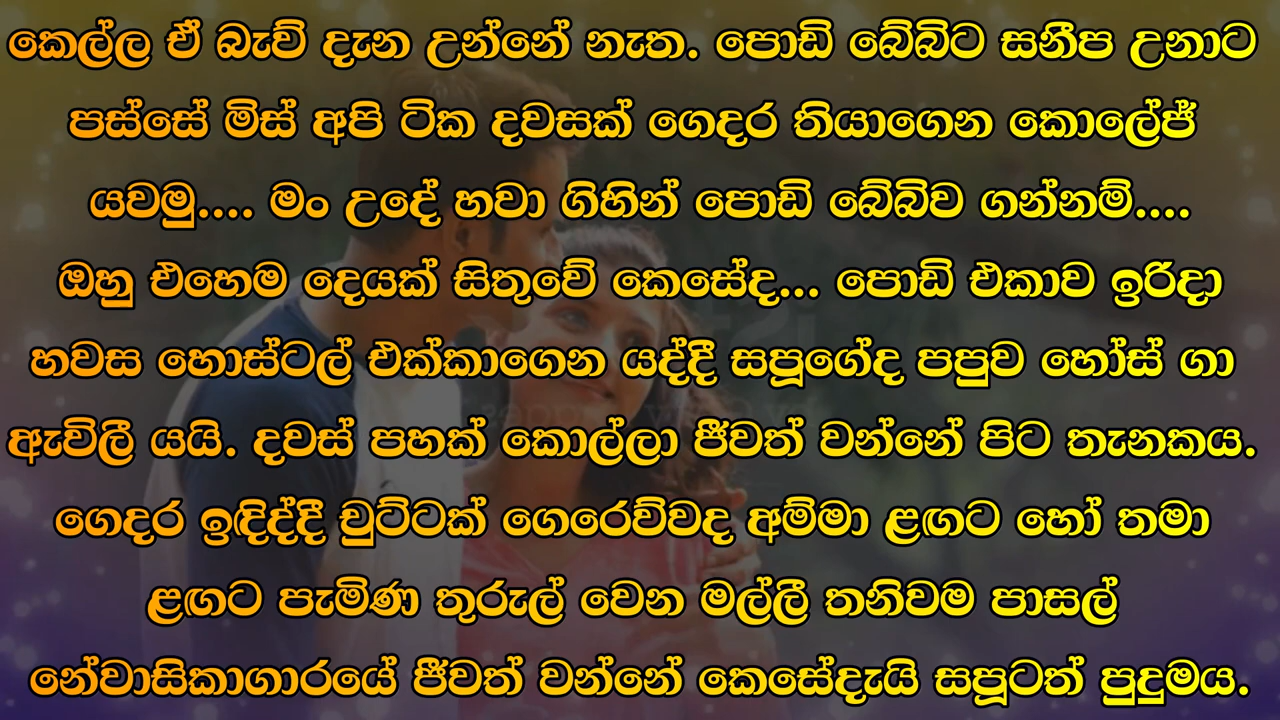 කෙල්ල ඒ බැව් දැන උන්නේ නැත. පොඩි බේබිට සනීප උනාට
පස්සේ මිස් අපි ටික දවසක් ගෙදර තියාගෙන කොලේජ්
යවමු.... මං උදේ හවා ගිහින් පොඩි බේබිව ගන්නම්....
ඔහු එහෙම දෙයක් සිතුවේ කෙසේද... පොඩි එකාව ඉරිදා
හවස හොස්ටල් එක්කාගෙන යද්දී සපූගේද පපුව හෝස් ගා
ඇවිලී යයි. දවස් පහක් කොල්ලා ජීවත් වන්නේ පිට තැනකය.
ගෙදර ඉඳිද්දී චුට්ටක් ගෙරෙව්වද අම්මා ළඟට හෝ තමා
ළඟට පැමිණ තුරුල් වෙන මල්ලී තනිවම පාසල්
නේවාසිකාගාරයේ ජීවත් වන්නේ කෙසේදැයි සපූටත් පුදුමය.